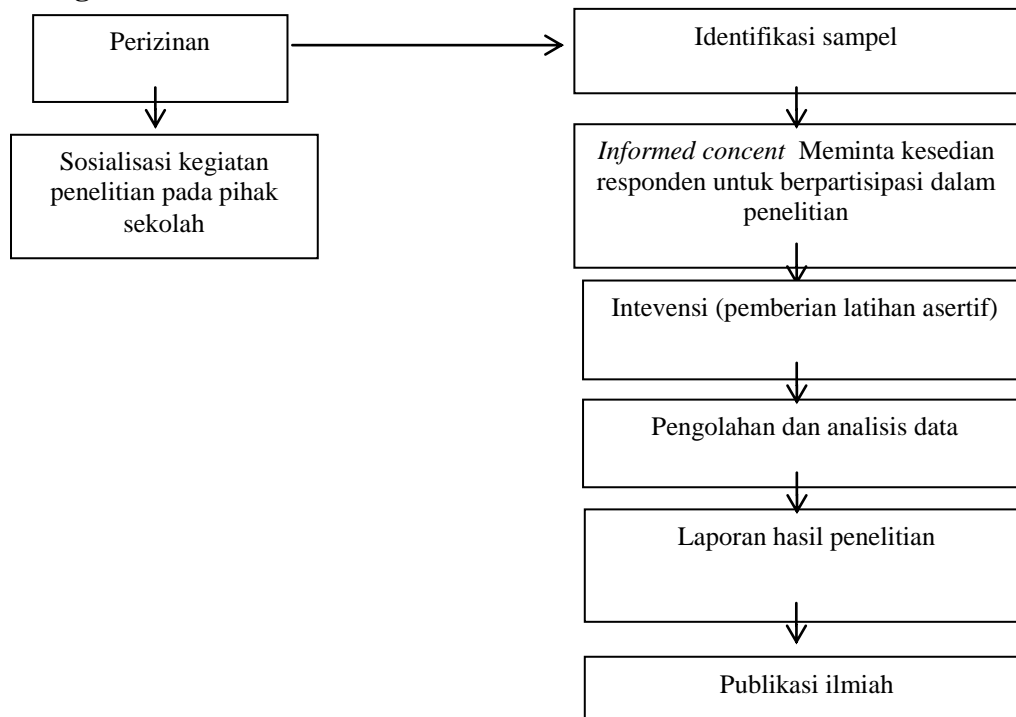 Perizinan
Identifikasi sampel
Sosialisasi kegiatan
penelitian pada pihak
sekolah
Informed concent Meminta kesedian
responden untuk berpartisipasi dalam
penelitian
Intevensi (pemberian latihan asertif)
Pengolahan dan analisis data
Laporan hasil penelitian
Publikasi ilmiah